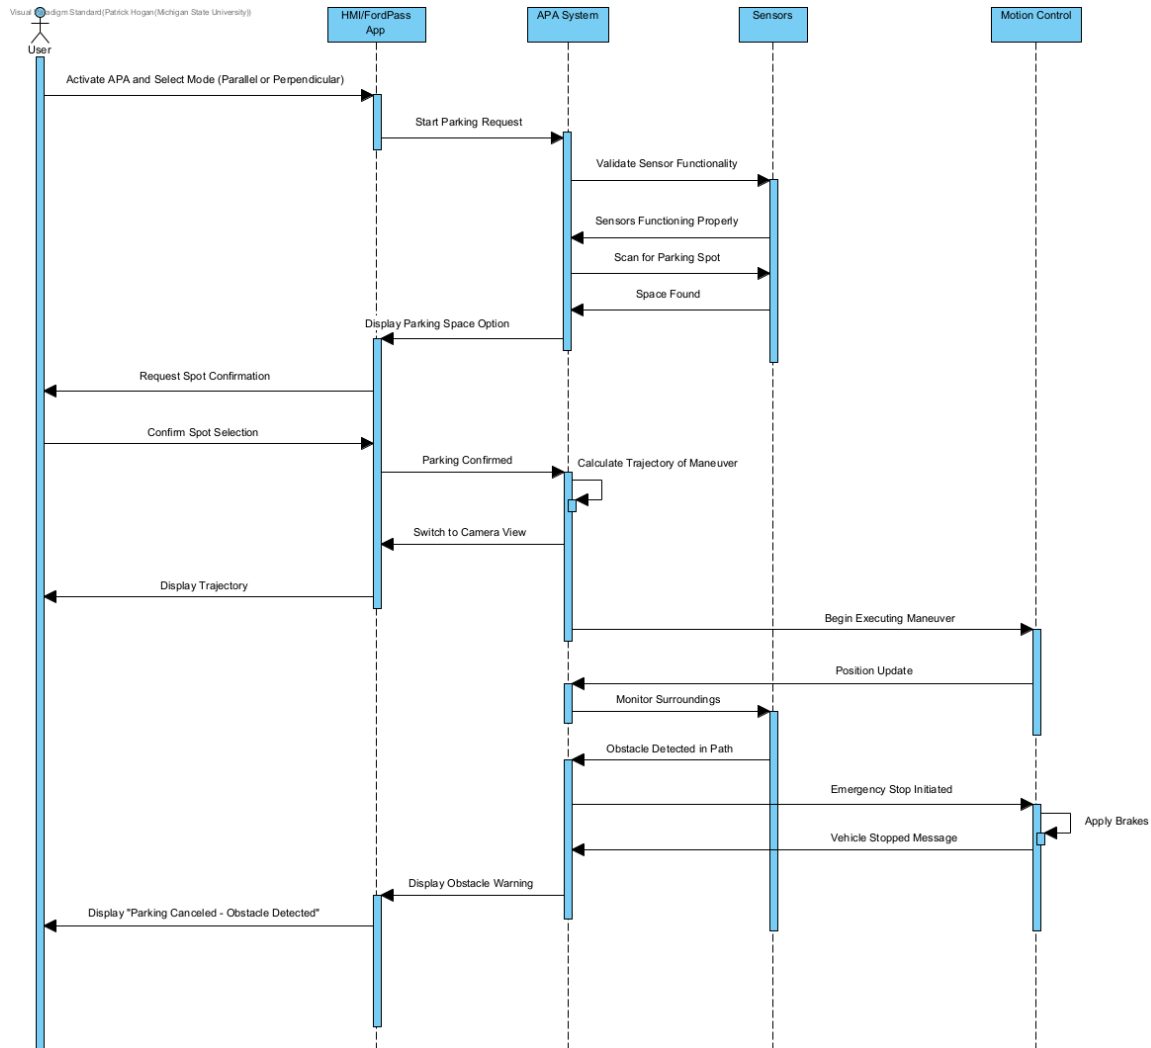 Visual Paradigm Standard(Patrick Hogan(Michigan State University))
User
HMI/FordPass
App
APA System
Sensors
Motion Control
Activate APA and Select Mode (Parallel or Perpendicular)
Start Parking Request
Validate Sensor Functionality
Sensors Functioning Properly
Scan for Parking Spot
Space Found
Display Parking Space Option
Request Spot Confirmation
Confirm Spot Selection
Parking Confirmed
Calculate Trajectory of Maneuver
Switch to Camera View
Display Trajectory
Begin Executing Maneuver
Position Update
Monitor Surroundings
Obstacle Detected in Path
Emergency Stop Initiated
Apply Brakes
Vehicle Stopped Message
Display Obstacle Warning
Display "Parking Canceled - Obstacle Detected"